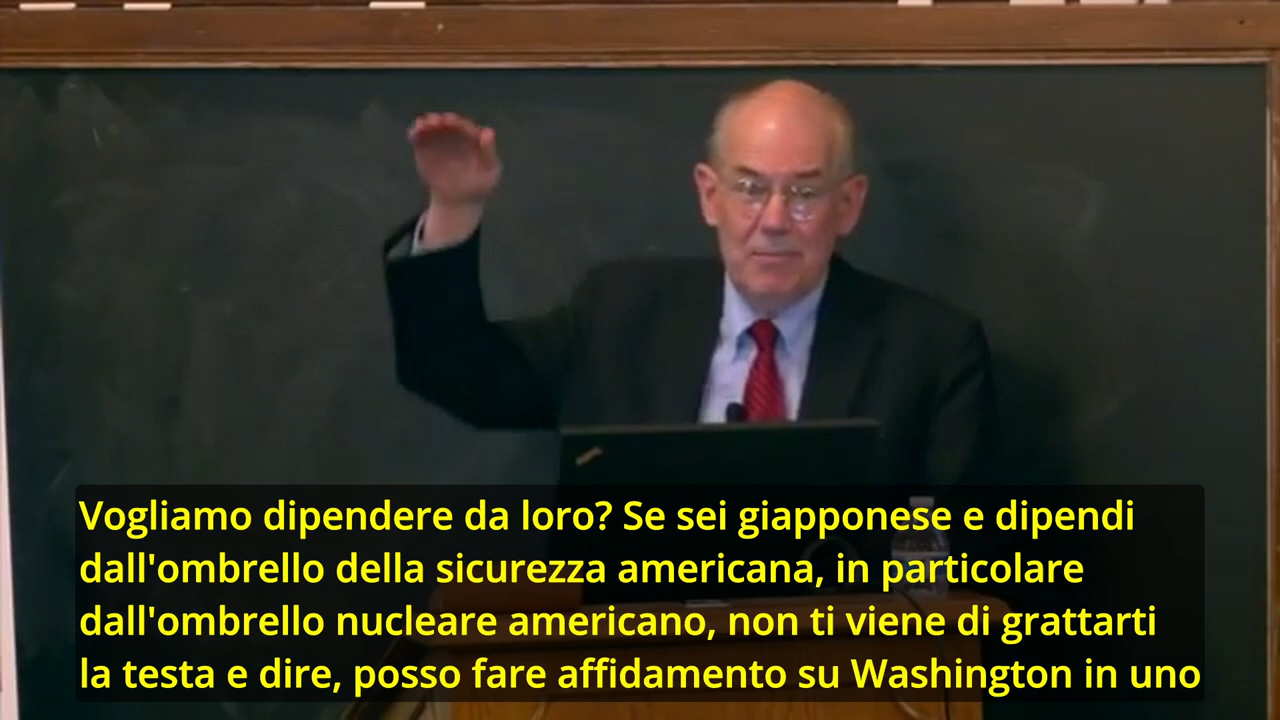 Vogliamo dipendere da loro? Se sei giapponese e dipendi
dall'ombrello della sicurezza americana, in particolare
dall'ombrello nucleare americano, non ti viene di grattarti
la testa e dire, posso fare affidamento su Washington in uno